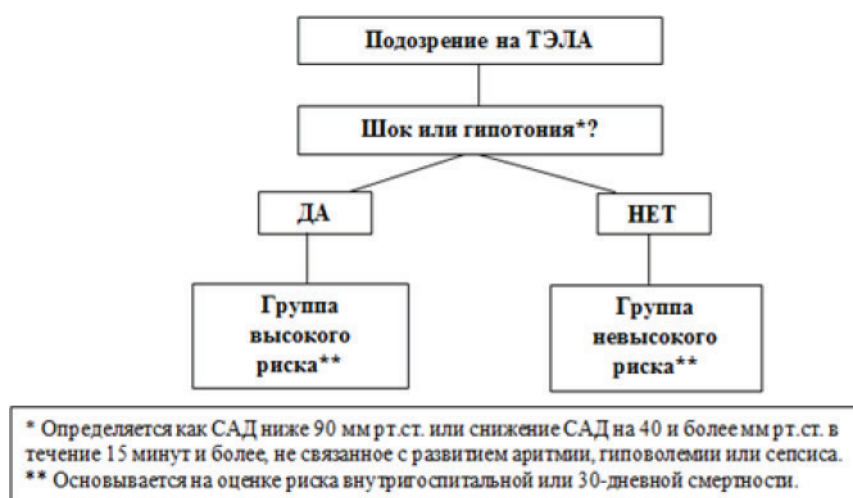 Подозрение на ТЭЛА
Шок или гипотония*?
ДА
НЕТ
Группа
высокого
риска**
Группа
невысокого
риска**
* Определяется как САД ниже 90 мм рт.ст. или снижение САД на 40 и более мм рт.ст. в
течение 15 минут и более, не связанное с развитием аритмии, гиповолемии или сепсиса.
** Основывается на оценке риска внутригоспитальной или 30-дневной смертности.